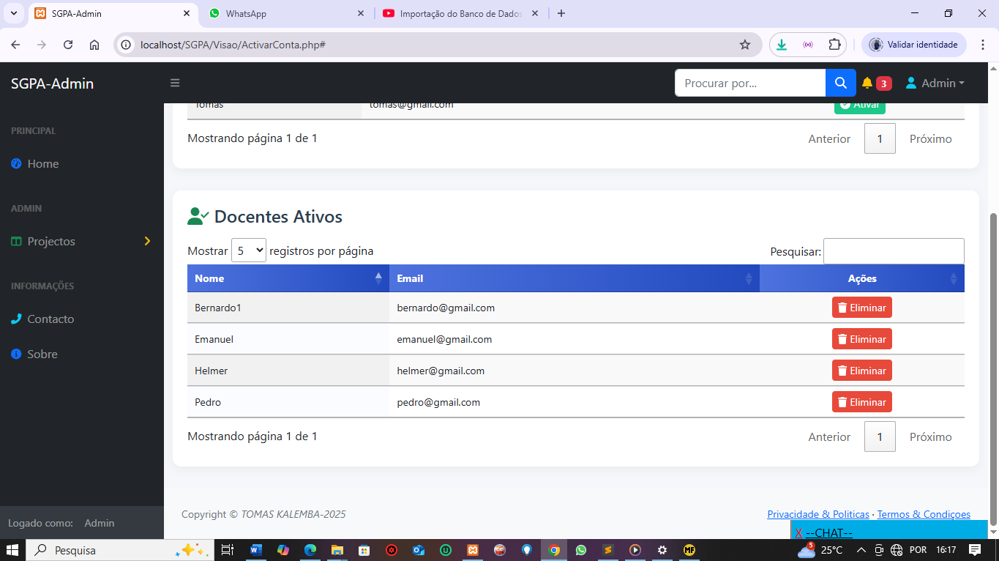 SGPA-Admin
WhatsApp
Importação do Banco de Dados
localhost/SGPA/Visao/ActivarConta.php#
Validar identidade
SGPA-Admin
Procurar por...
3
Admin
Tomas tomas@gmail.com Ativar
PRINCIPAL
Mostrando página 1 de 1
Anterior 1 Próximo
Home
ADMIN
Docentes Ativos
Projectos
Mostrar 5 registros por página
Pesquisar:
Nome Email Ações
INFORMAÇÕES
Bernardo1 bernardo@gmail.com Eliminar
Contacto
Emanuel emanuel@gmail.com Eliminar
Sobre
Helmer helmer@gmail.com Eliminar
Pedro pedro@gmail.com Eliminar
Mostrando página 1 de 1
Anterior 1 Próximo
Copyright © TOMAS KALEMBA-2025
Privacidade & Politicas · Termos & Condiçoes
Logado como: Admin
X --CHAT--
Pesquisa
5
25°C
POR
16:17